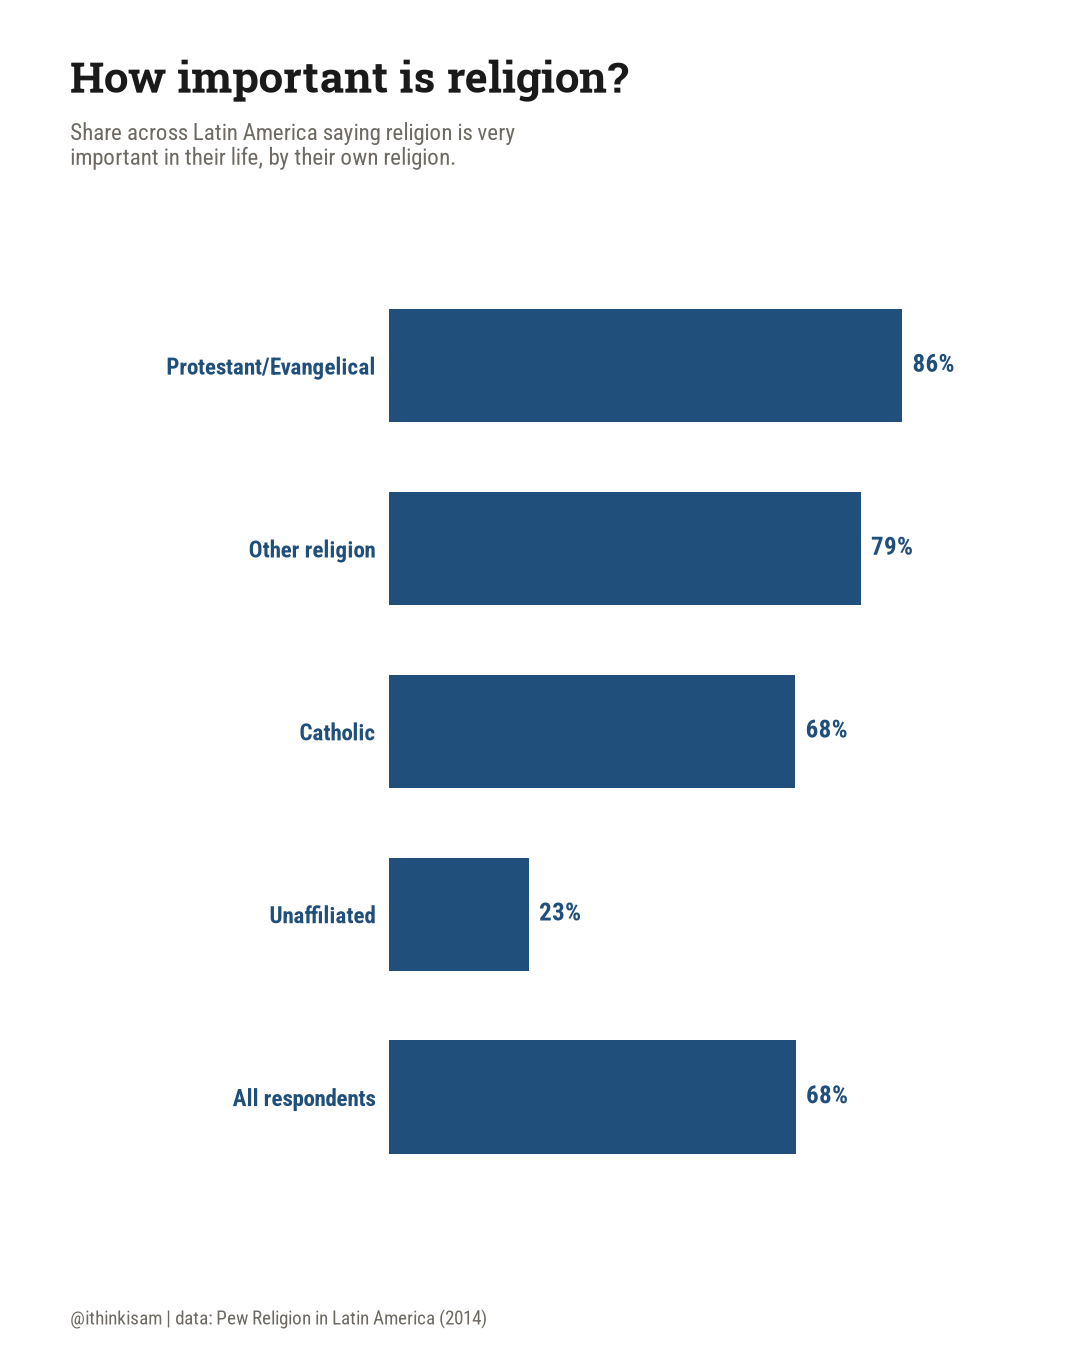 How important is religion?
Share across Latin America saying religion is very
important in their life, by their own religion.
Protestant/Evangelical 86%
Other religion 79%
Catholic 68%
Unaffiliated 23%
All respondents 68%
@ithinkisam | data: Pew Religion in Latin America (2014)